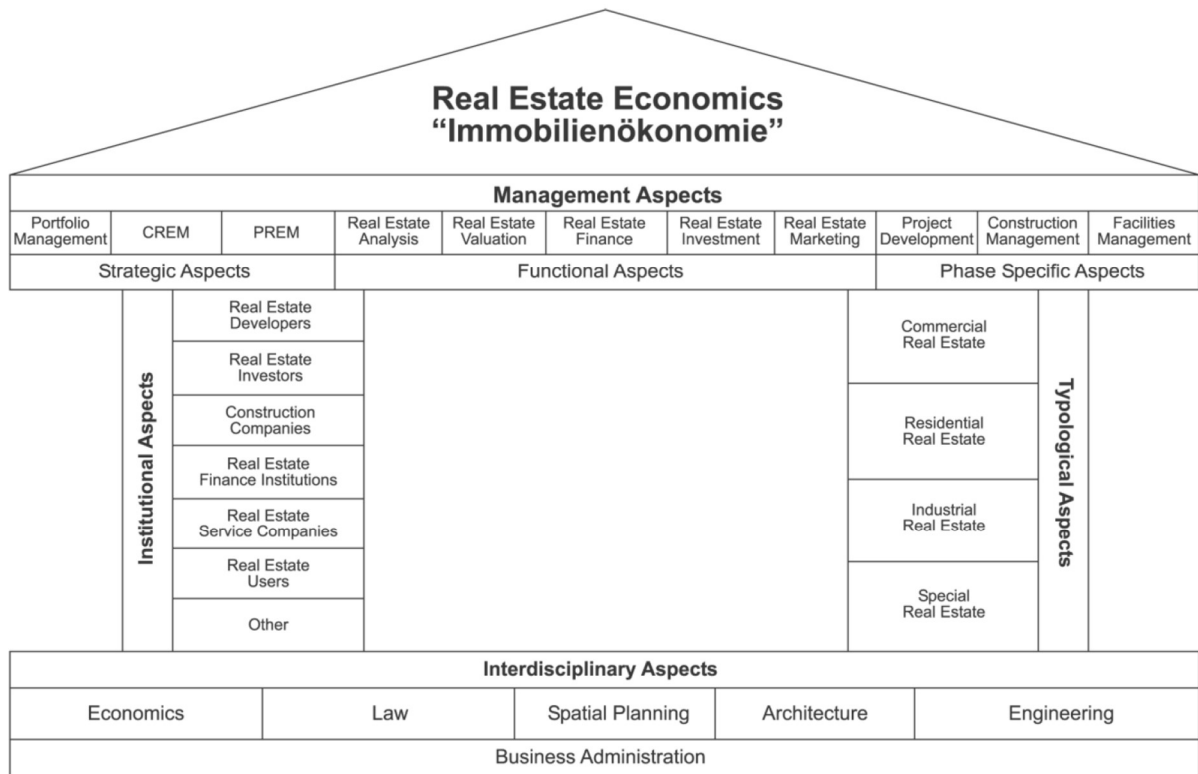 Real Estate Economics
“Immobilienökonomie”
Management Aspects
Portfolio
Management
CREM
PREM
Real Estate
Analysis
Real Estate
Valuation
Real Estate
Finance
Real Estate
Investment
Real Estate
Marketing
Project
Development
Construction
Management
Facilities
Management
Strategic Aspects
Functional Aspects
Phase Specific Aspects
Institutional Aspects
Real Estate
Developers
Real Estate
Investors
Construction
Companies
Real Estate
Finance Institutions
Real Estate
Service Companies
Real Estate
Users
Other
Commercial
Real Estate
Residential
Real Estate
Industrial
Real Estate
Special
Real Estate
Typological Aspects
Interdisciplinary Aspects
Economics
Law
Spatial Planning
Architecture
Engineering
Business Administration